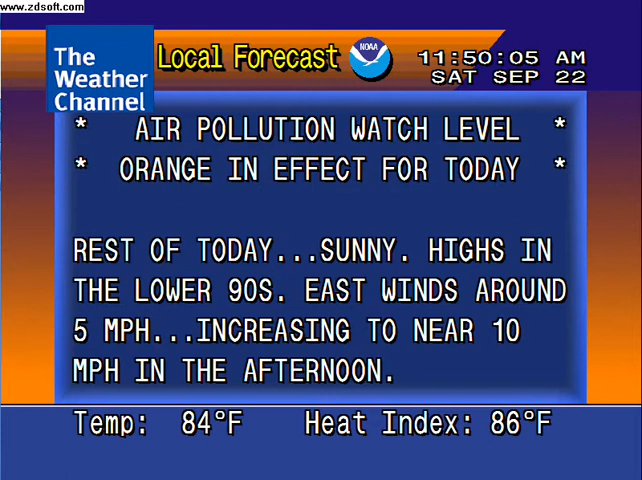 www.zdsoft.com
The
Weather
Channel
Local Forecast
NOAA
11:50:05 AM
SAT SEP 22
* AIR POLLUTION WATCH LEVEL *
* ORANGE IN EFFECT FOR TODAY *
REST OF TODAY...SUNNY. HIGHS IN
THE LOWER 90S. EAST WINDS AROUND
5 MPH...INCREASING TO NEAR 10
MPH IN THE AFTERNOON.
Temp: 84°F Heat Index: 86°F